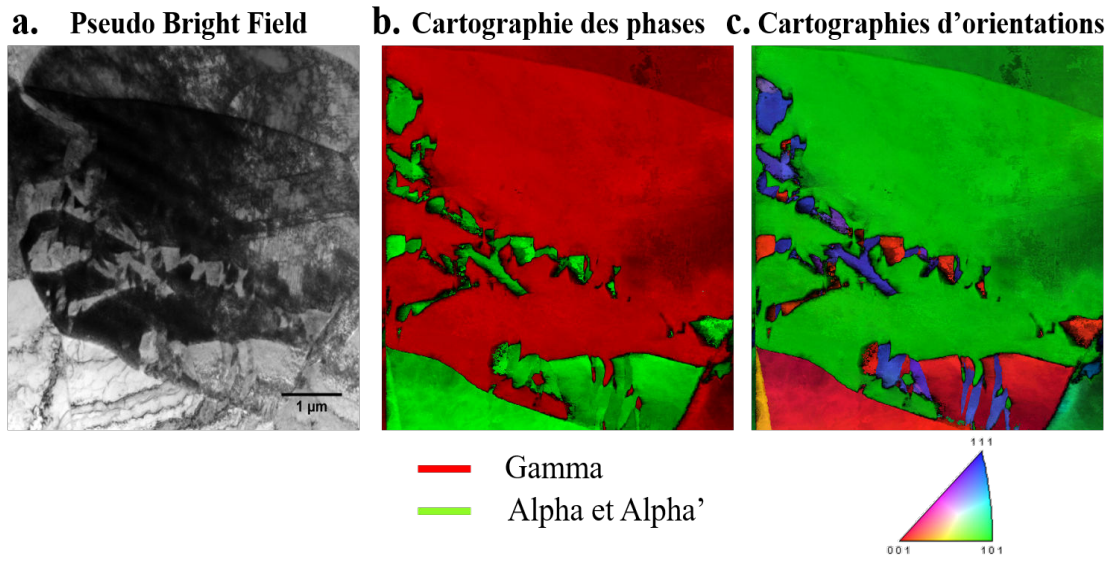 a. Pseudo Bright Field
b. Cartographie des phases
c. Cartographies d’orientations
1 µm
Gamma
Alpha et Alpha’
111
001
101